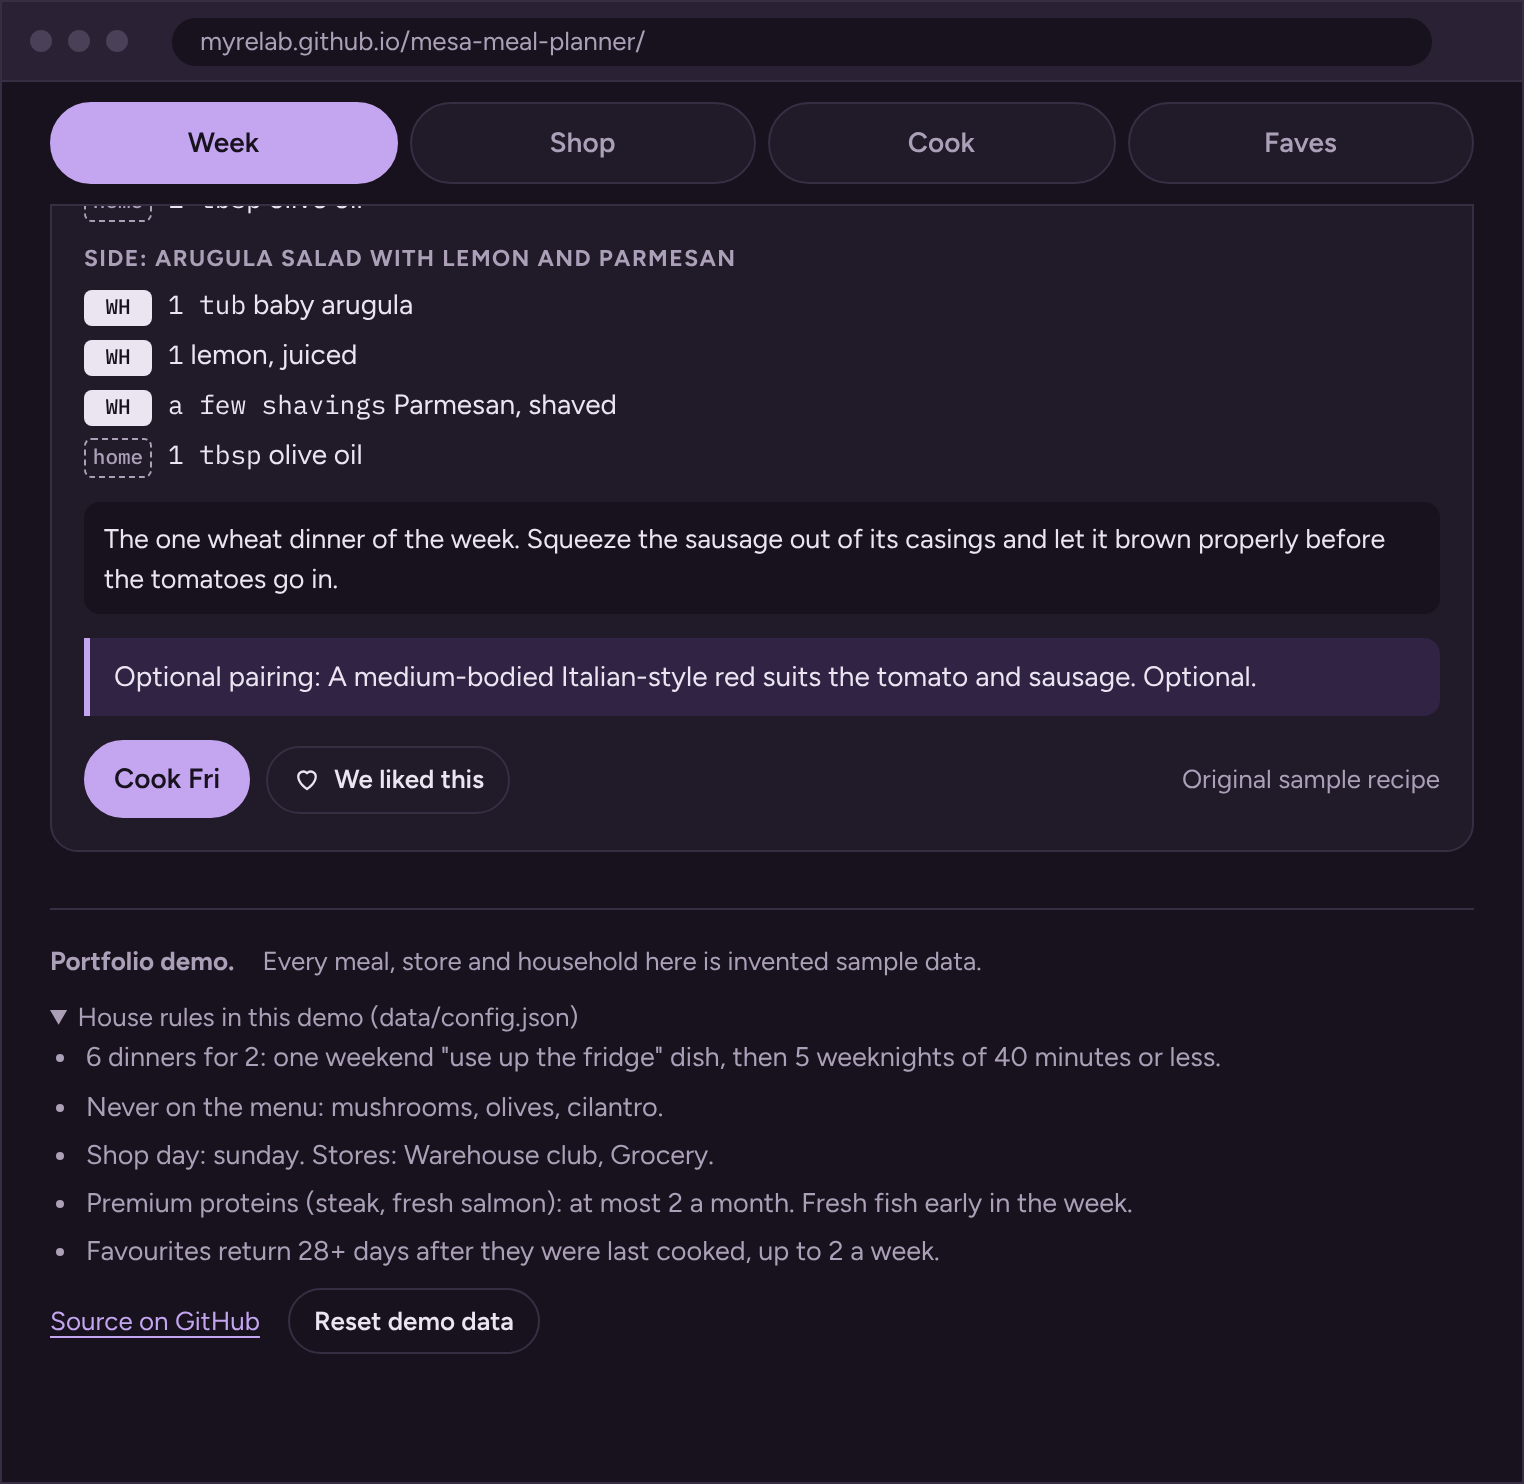 myrelab.github.io/mesa-meal-planner/
Week
Shop
Cook
Faves
SIDE: ARUGULA SALAD WITH LEMON AND PARMESAN
WH 1 tub baby arugula
WH 1 lemon, juiced
WH a few shavings Parmesan, shaved
home 1 tbsp olive oil
The one wheat dinner of the week. Squeeze the sausage out of its casings and let it brown properly before
the tomatoes go in.
Optional pairing: A medium-bodied Italian-style red suits the tomato and sausage. Optional.
Cook Fri
We liked this
Original sample recipe
Portfolio demo. Every meal, store and household here is invented sample data.
House rules in this demo (data/config.json)
6 dinners for 2: one weekend "use up the fridge" dish, then 5 weeknights of 40 minutes or less.
Never on the menu: mushrooms, olives, cilantro.
Shop day: sunday. Stores: Warehouse club, Grocery.
Premium proteins (steak, fresh salmon): at most 2 a month. Fresh fish early in the week.
Favourites return 28+ days after they were last cooked, up to 2 a week.
Source on GitHub
Reset demo data